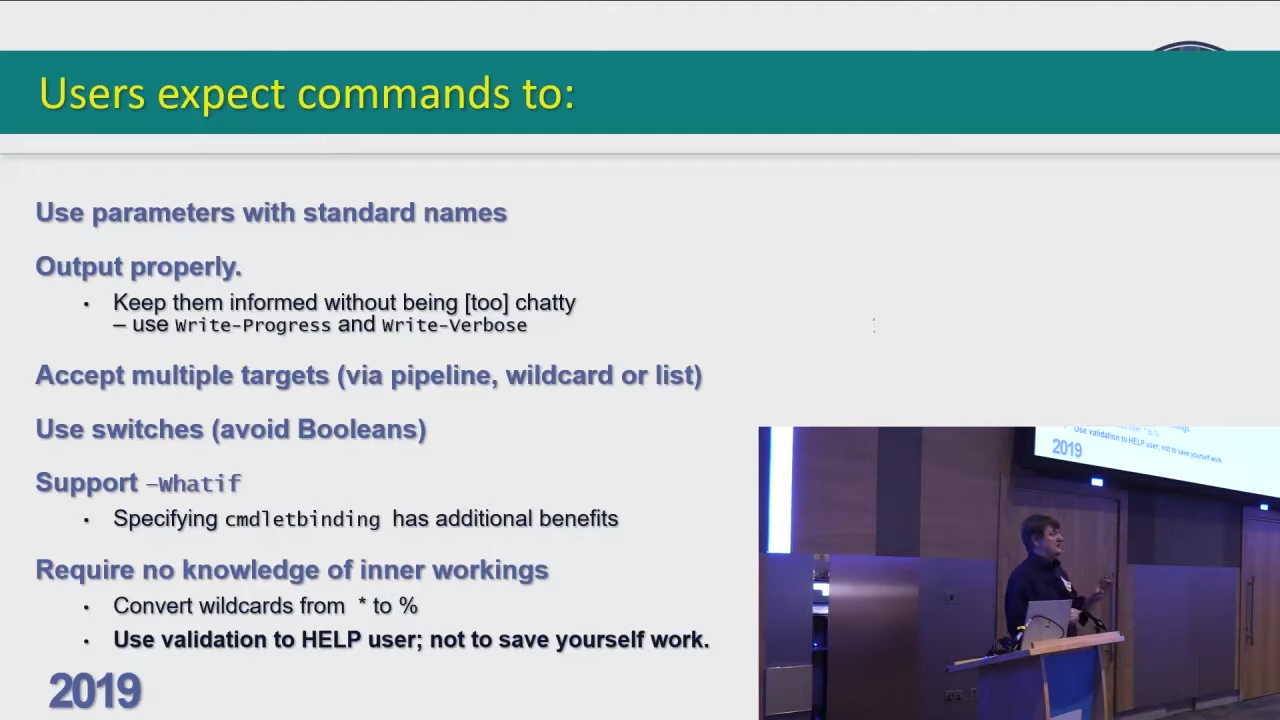 Users expect commands to:
Use parameters with standard names
Output properly.
• Keep them informed without being [too] chatty
– use Write-Progress and Write-Verbose
Accept multiple targets (via pipeline, wildcard or list)
Use switches (avoid Booleans)
Support –Whatif
• Specifying cmdletbinding has additional benefits
Require no knowledge of inner workings
• Convert wildcards from * to %
• Use validation to HELP user; not to save yourself work.
2019
Use validation to HELP user; not to save yourself work.
2019